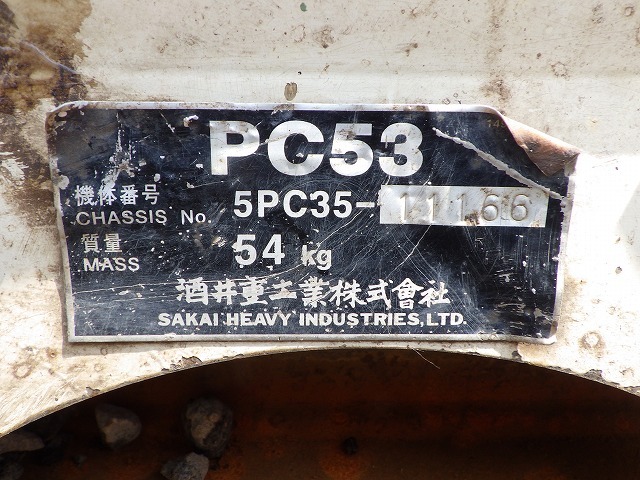 PC53
機体番号
CHASSIS No. 5PC35-11166
質量
MASS 54 kg
酒井重工業株式會社
SAKAI HEAVY INDUSTRIES, LTD.